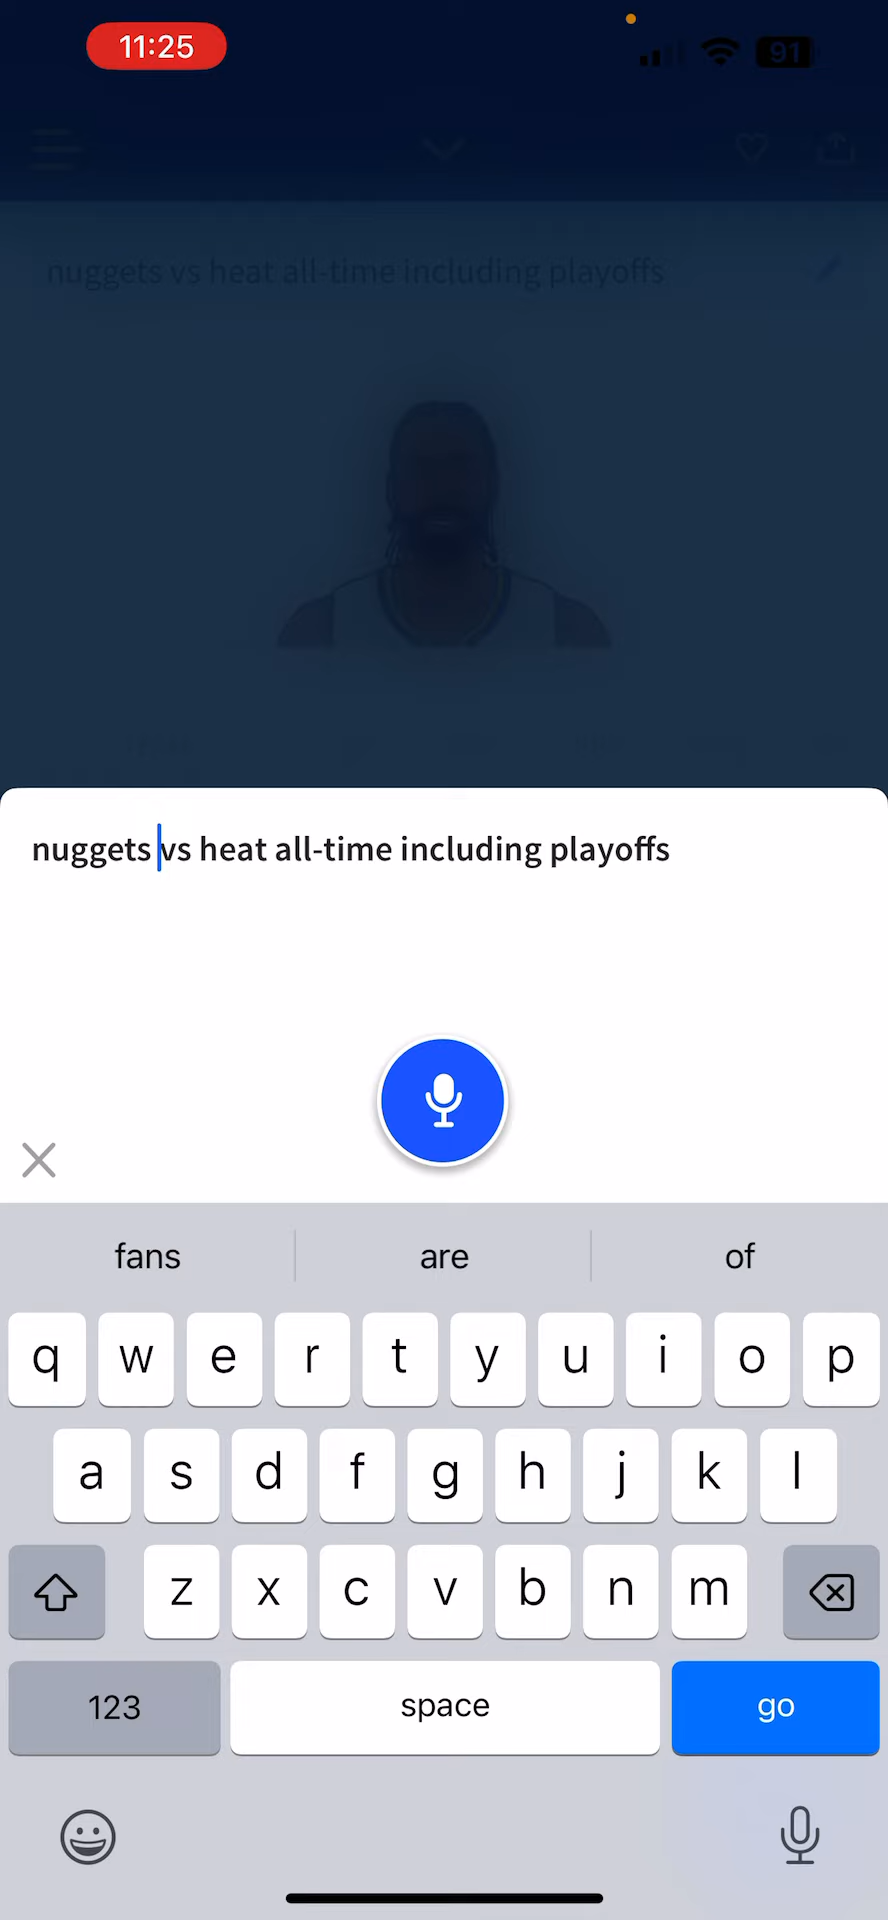 11:25
91
nuggets vs heat all-time including playoffs
nuggets vs heat all-time including playoffs
fans are of
q w e r t y u i o p
a s d f g h j k l
z x c v b n m
123 space go